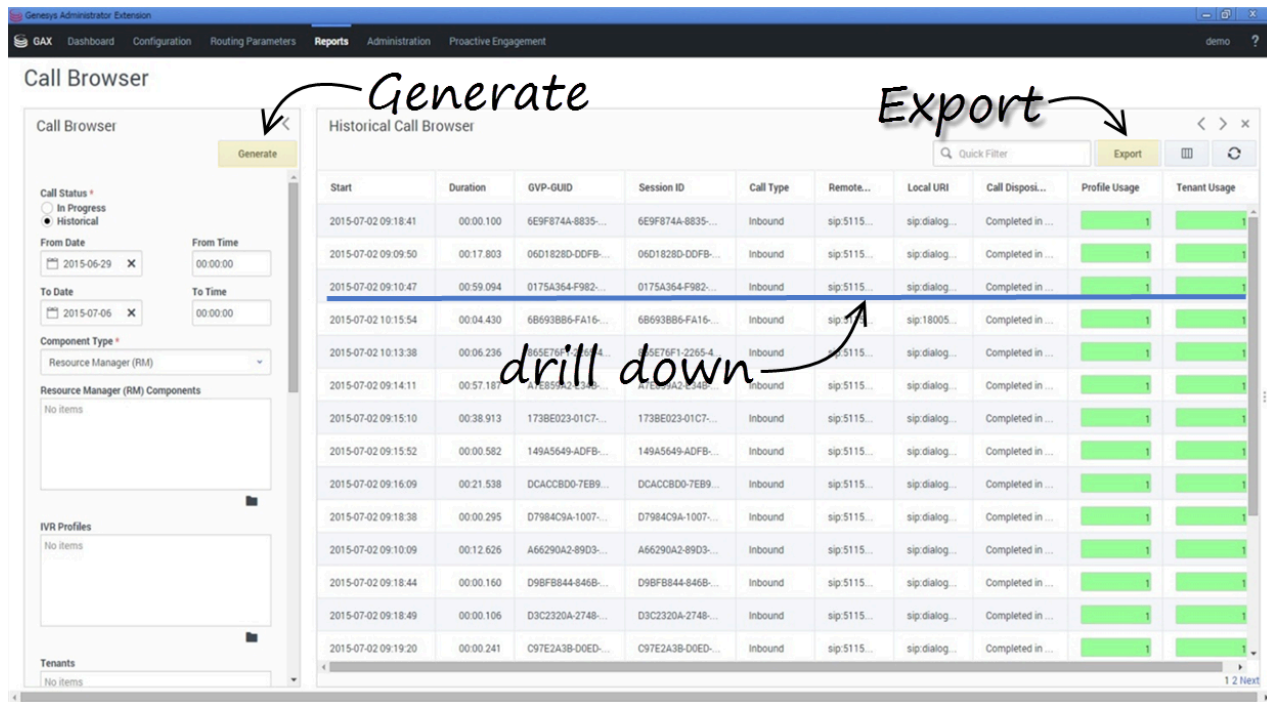 Genesys Administrator Extension
GAX Dashboard Configuration Routing Parameters Reports Administration Proactive Engagement demo ?
Call Browser
Generate
Export
Call Browser
Generate
Call Status *
In Progress
Historical
From Date From Time
2015-06-29 00:00:00
To Date To Time
2015-07-06 00:00:00
Component Type *
Resource Manager (RM)
Resource Manager (RM) Components
No items
IVR Profiles
No items
Tenants
No items
Historical Call Browser
Quick Filter Export
Start Duration GVP-GUID Session ID Call Type Remote... Local URI Call Disposi... Profile Usage Tenant Usage
2015-07-02 09:18:41 00:00.100 6E9F874A-8835-... 6E9F874A-8835-... Inbound sip:5115... sip:dialog... Completed in ... 1 1
2015-07-02 09:09:50 00:17.803 06D1828D-DDFB-... 06D1828D-DDFB-... Inbound sip:5115... sip:dialog... Completed in ... 1 1
2015-07-02 09:10:47 00:59.094 0175A364-F982-... 0175A364-F982-... Inbound sip:5115... sip:dialog... Completed in ... 1 1
2015-07-02 10:15:54 00:04.430 6B693BB6-FA16-... 6B693BB6-FA16-... Inbound sip:18005... Completed in ... 1 1
drill down
2015-07-02 10:13:38 00:06.236 865E76F1-2265-4... 865E76F1-2265-4... Inbound sip:5115... sip:dialog... Completed in ... 1 1
2015-07-02 09:14:11 00:57.187 Inbound sip:5115... sip:dialog... Completed in ... 1 1
2015-07-02 09:15:10 00:38.913 173BE023-01C7-... 173BE023-01C7-... Inbound sip:5115... sip:dialog... Completed in ... 1 1
2015-07-02 09:15:52 00:00.582 149A5649-ADFB-... 149A5649-ADFB-... Inbound sip:5115... sip:dialog... Completed in ... 1 1
2015-07-02 09:16:09 00:21.538 DCACCBD0-7EB9... DCACCBD0-7EB9... Inbound sip:5115... sip:dialog... Completed in ... 1 1
2015-07-02 09:18:38 00:00.295 D7984C9A-1007-... D7984C9A-1007-... Inbound sip:5115... sip:dialog... Completed in ... 1 1
2015-07-02 09:10:09 00:12.626 A66290A2-89D3-... A66290A2-89D3-... Inbound sip:5115... sip:dialog... Completed in ... 1 1
2015-07-02 09:18:44 00:00.160 D9BFB844-846B-... D9BFB844-846B-... Inbound sip:5115... sip:dialog... Completed in ... 1 1
2015-07-02 09:18:49 00:00.106 D3C2320A-2748-... D3C2320A-2748-... Inbound sip:5115... sip:dialog... Completed in ... 1 1
2015-07-02 09:19:20 00:00.241 C97E2A3B-D0ED-... C97E2A3B-D0ED-... Inbound sip:5115... sip:dialog... Completed in ... 1 1
1 2 Next